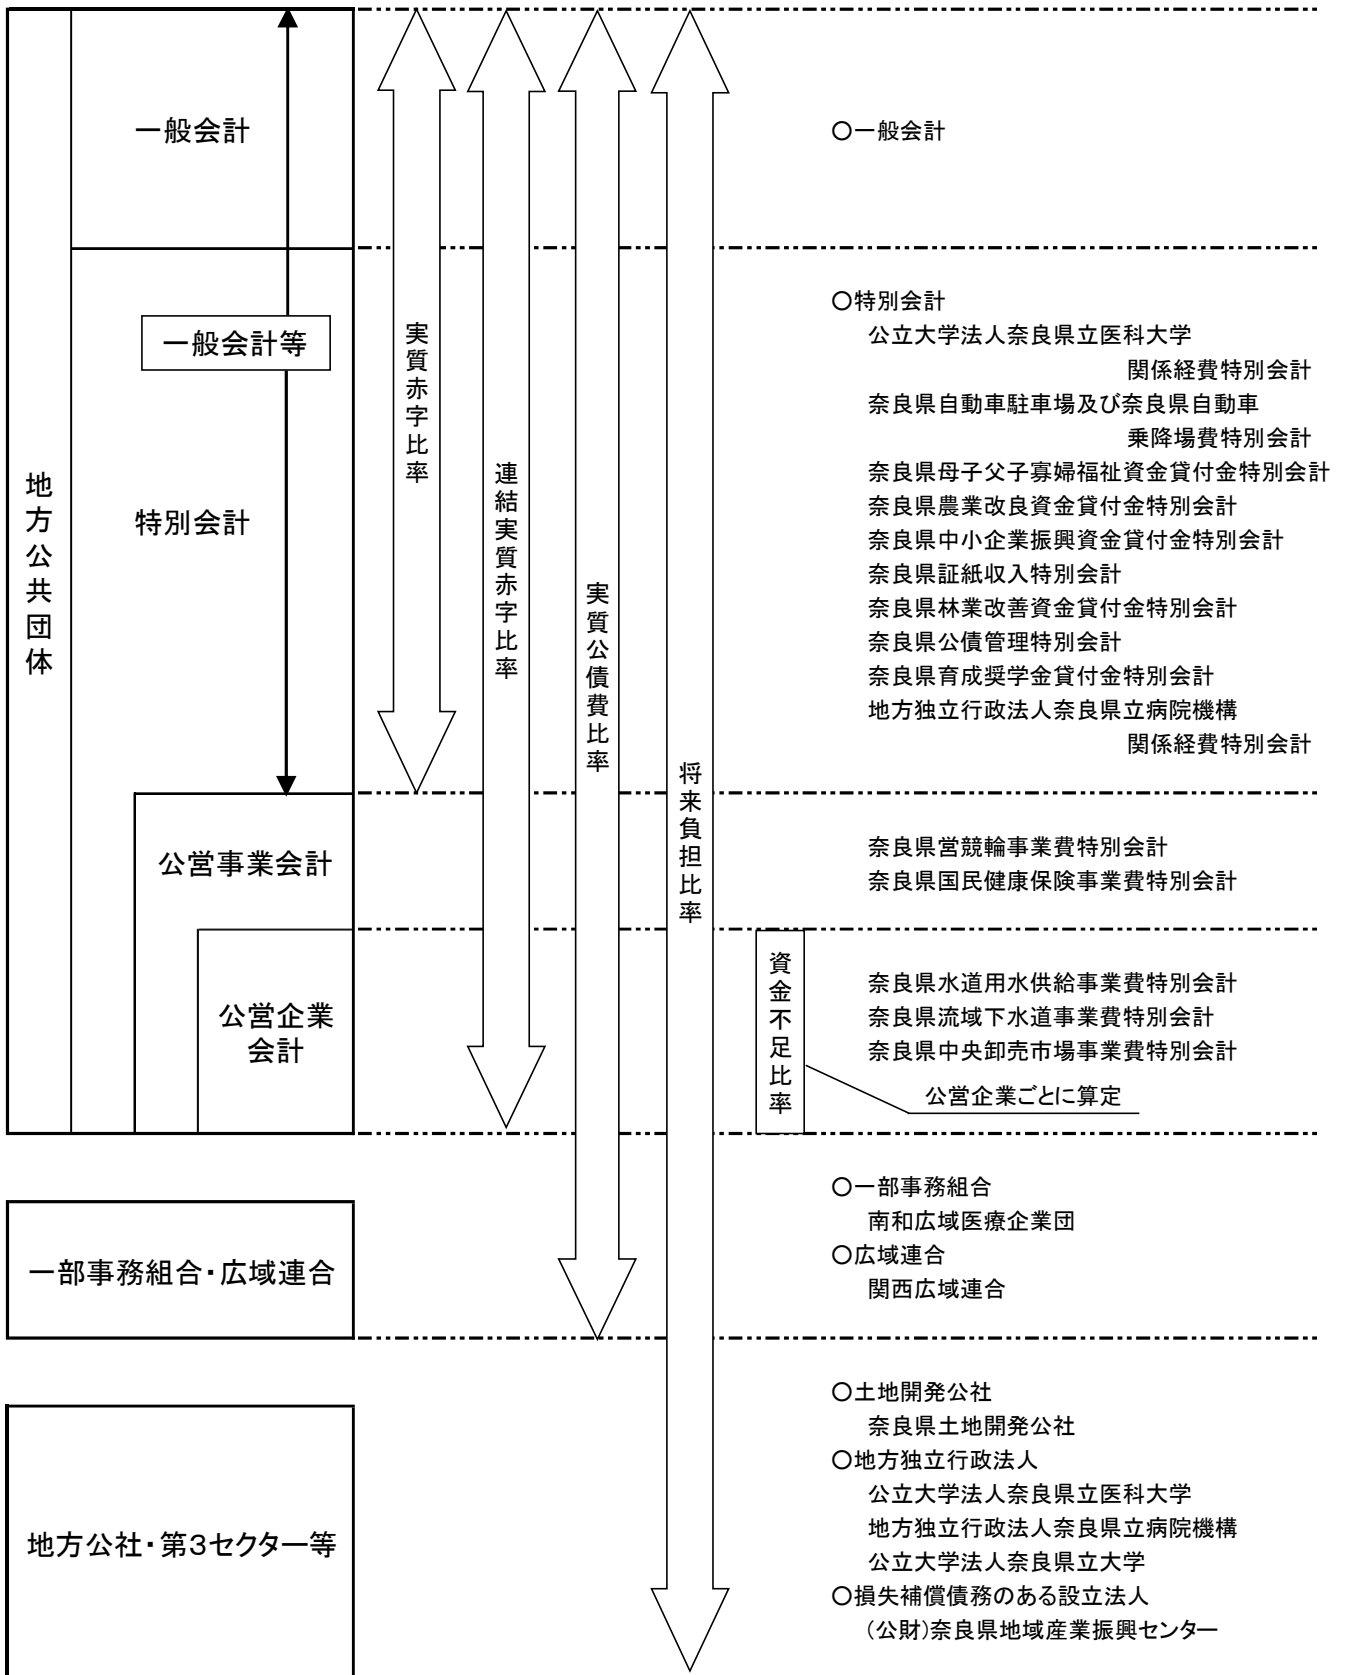 地方公共団体
一般会計
一般会計等
特別会計
公営事業会計
公営企業
会計
一部事務組合・広域連合
地方公社・第3セクター等
実質赤字比率
連結実質赤字比率
実質公債費比率
将来負担比率
資金不足比率
公営企業ごとに算定
○一般会計
○特別会計
公立大学法人奈良県立医科大学
関係経費特別会計
奈良県自動車駐車場及び奈良県自動車
乗降場費特別会計
奈良県母子父子寡婦福祉資金貸付金特別会計
奈良県農業改良資金貸付金特別会計
奈良県中小企業振興資金貸付金特別会計
奈良県証紙収入特別会計
奈良県林業改善資金貸付金特別会計
奈良県公債管理特別会計
奈良県育成奨学金貸付金特別会計
地方独立行政法人奈良県立病院機構
関係経費特別会計
奈良県営競輪事業費特別会計
奈良県国民健康保険事業費特別会計
奈良県水道用水供給事業費特別会計
奈良県流域下水道事業費特別会計
奈良県中央卸売市場事業費特別会計
○一部事務組合
南和広域医療企業団
○広域連合
関西広域連合
○土地開発公社
奈良県土地開発公社
○地方独立行政法人
公立大学法人奈良県立医科大学
地方独立行政法人奈良県立病院機構
公立大学法人奈良県立大学
○損失補償債務のある設立法人
(公財)奈良県地域産業振興センター